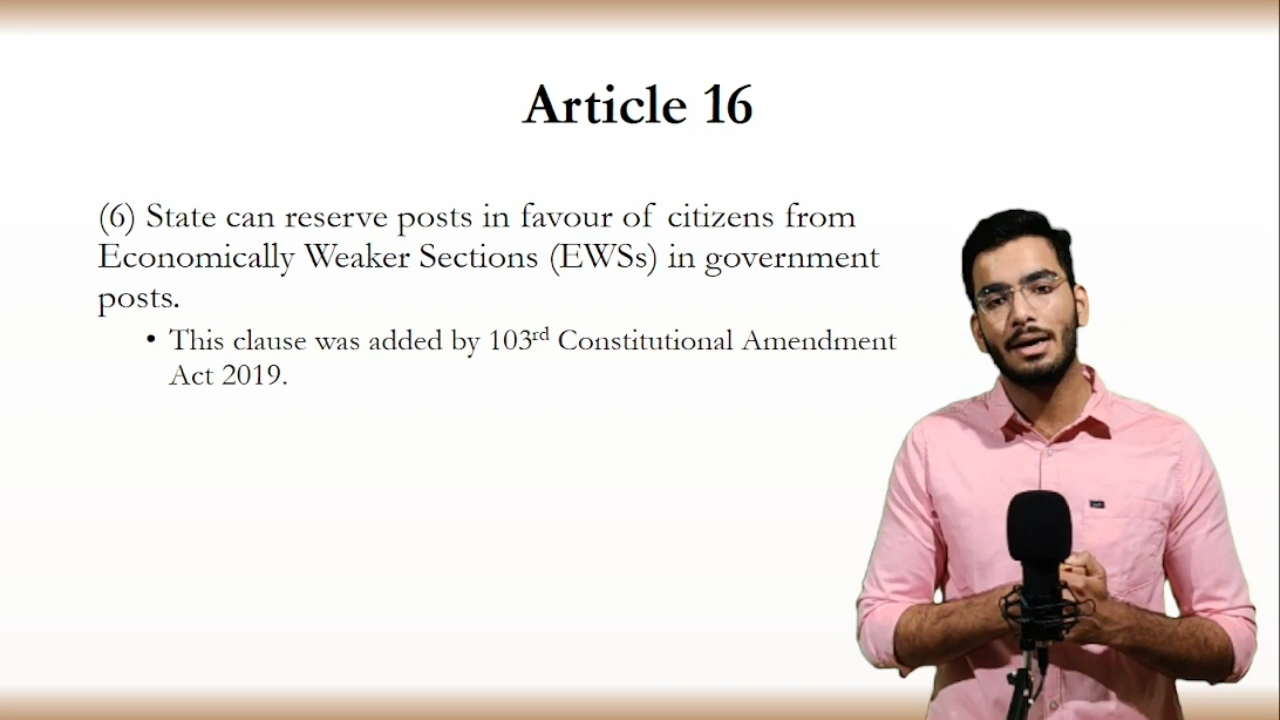 Article 16
(6) State can reserve posts in favour of citizens from
Economically Weaker Sections (EWSs) in government
posts.
• This clause was added by 103rd Constitutional Amendment
Act 2019.